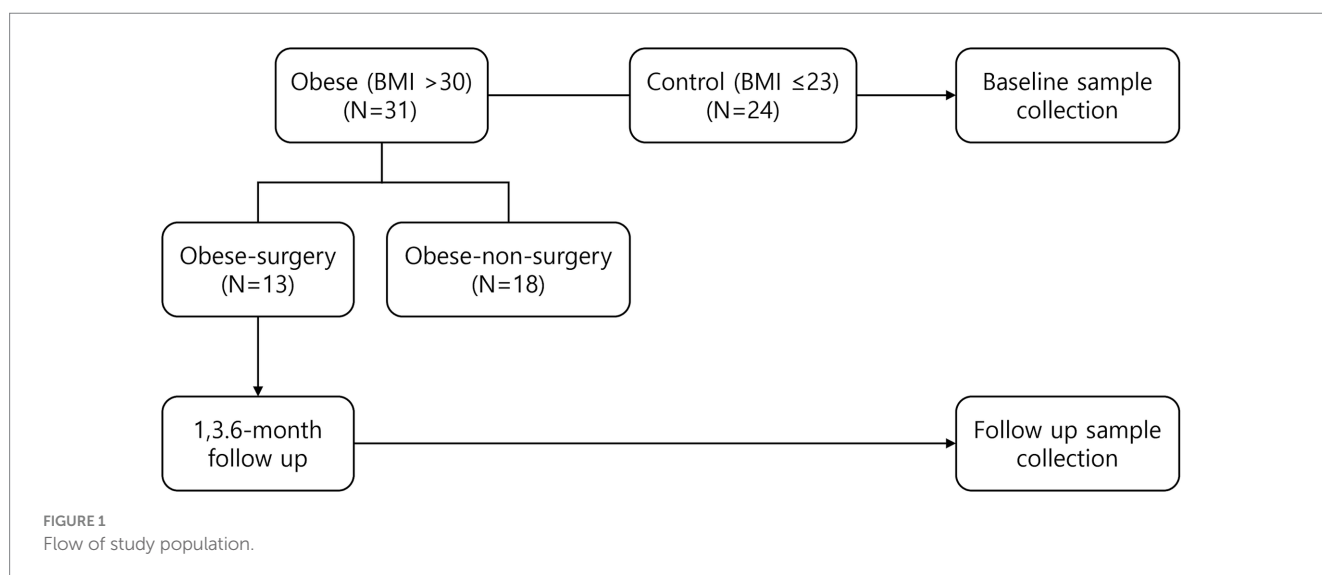 Obese (BMI >30)
(N=31)
Control (BMI ≤23)
(N=24)
Baseline sample
collection
Obese-surgery
(N=13)
Obese-non-surgery
(N=18)
1,3.6-month
follow up
Follow up sample
collection
FIGURE 1
Flow of study population.